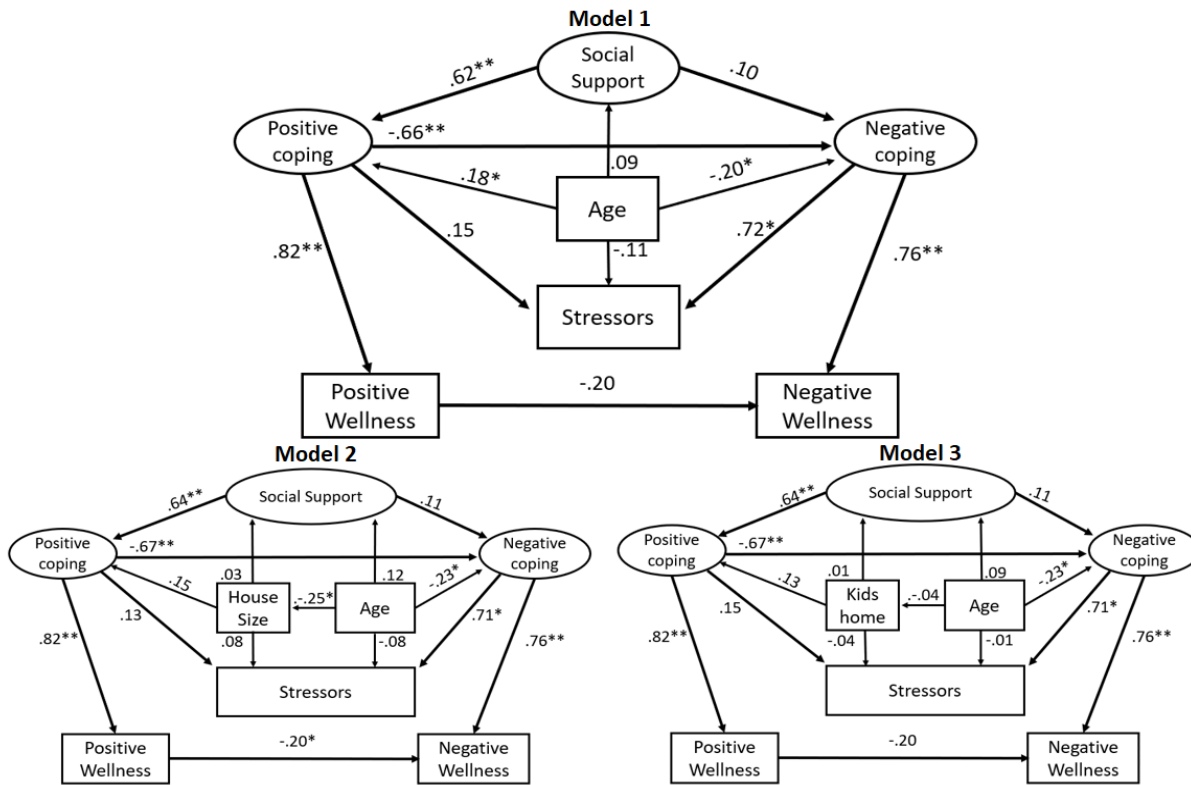 Model 1
Social
Support
.62**
.10
Positive
coping
-.66**
Negative
coping
.09
.18*
-.20*
Age
.82**
.15
-.11
.72*
.76**
Stressors
Positive
Wellness
-.20
Negative
Wellness
Model 2
Social Support
.64**
.11
Positive
coping
-.67**
Negative
coping
.15
.03
.12
-.23*
House
Size
.-.25*
Age
.82**
.13
.08
-.08
.71*
.76**
Stressors
Positive
Wellness
-.20*
Negative
Wellness
Model 3
Social Support
.64**
.11
Positive
coping
-.67**
Negative
coping
.13
.01
.09
-.23*
Kids
home
.-.04
Age
.82**
.15
-.04
-.01
.71*
.76**
Stressors
Positive
Wellness
-.20
Negative
Wellness